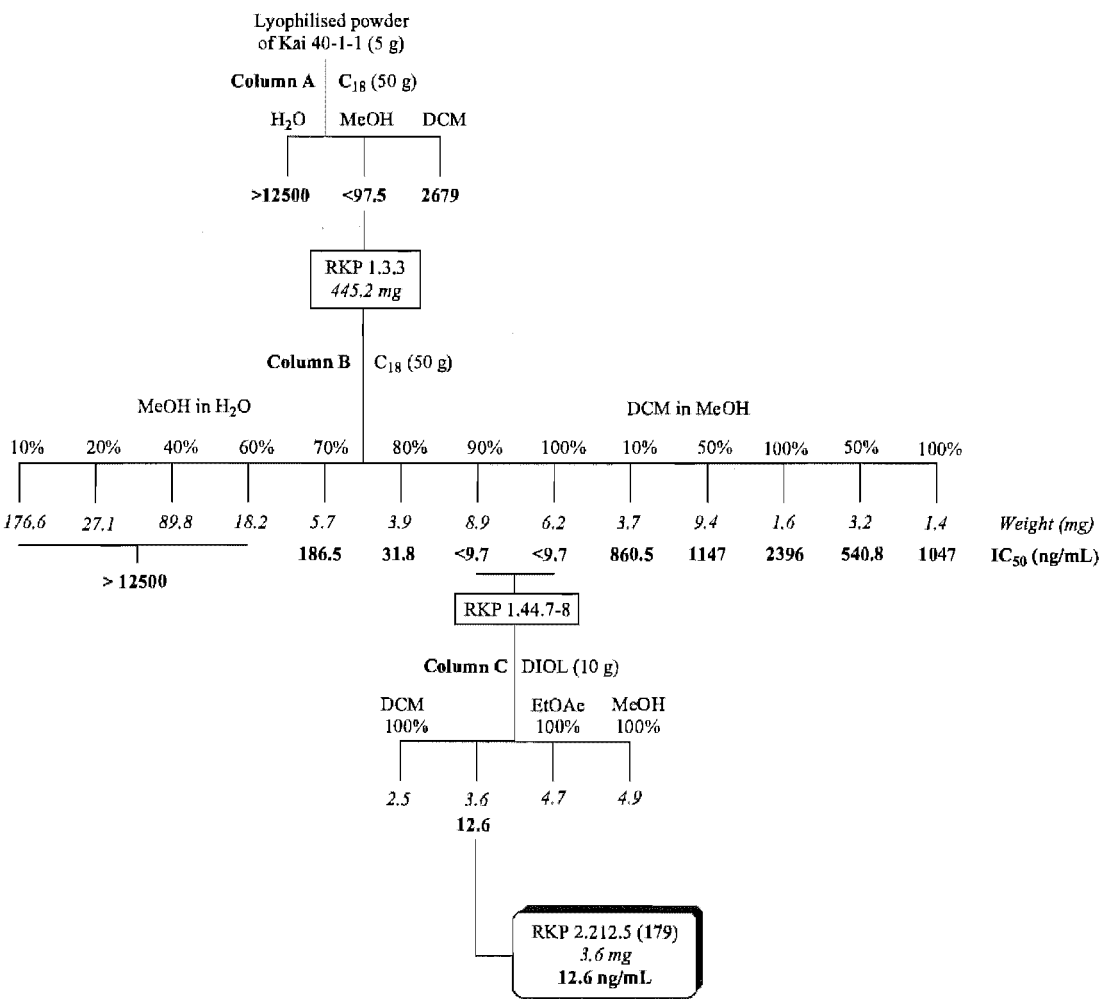 Lyophilised powder
of Kai 40-1-1 (5 g)
Column A C18 (50 g)
H2O MeOH DCM
>12500 <97.5 2679
RKP 1.3.3
445.2 mg
Column B C18 (50 g)
MeOH in H2O DCM in MeOH
10% 20% 40% 60% 70% 80% 90% 100% 10% 50% 100% 50% 100%
176.6 27.1 89.8 18.2 5.7 3.9 8.9 6.2 3.7 9.4 1.6 3.2 1.4 Weight (mg)
186.5 31.8 <9.7 <9.7 860.5 1147 2396 540.8 1047 IC50 (ng/mL)
> 12500
RKP 1.44.7-8
Column C DIOL (10 g)
DCM EtOAc MeOH
100% 100% 100%
2.5 3.6 4.7 4.9
12.6
RKP 2.212.5 (179)
3.6 mg
12.6 ng/mL